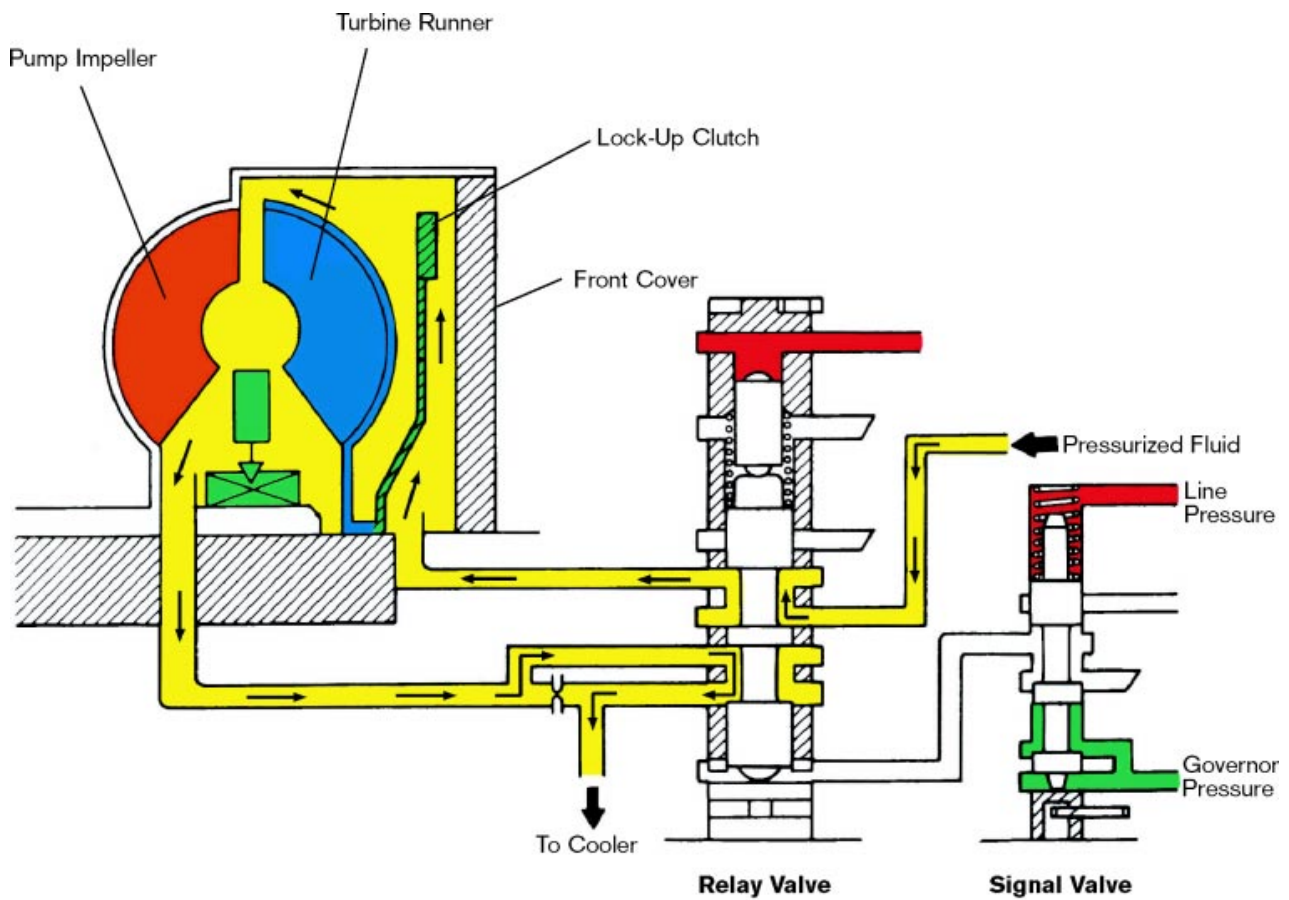 Turbine Runner
Pump Impeller
Lock-Up Clutch
Front Cover
Pressurized Fluid
Line
Pressure
Governor
Pressure
To Cooler
Relay Valve
Signal Valve